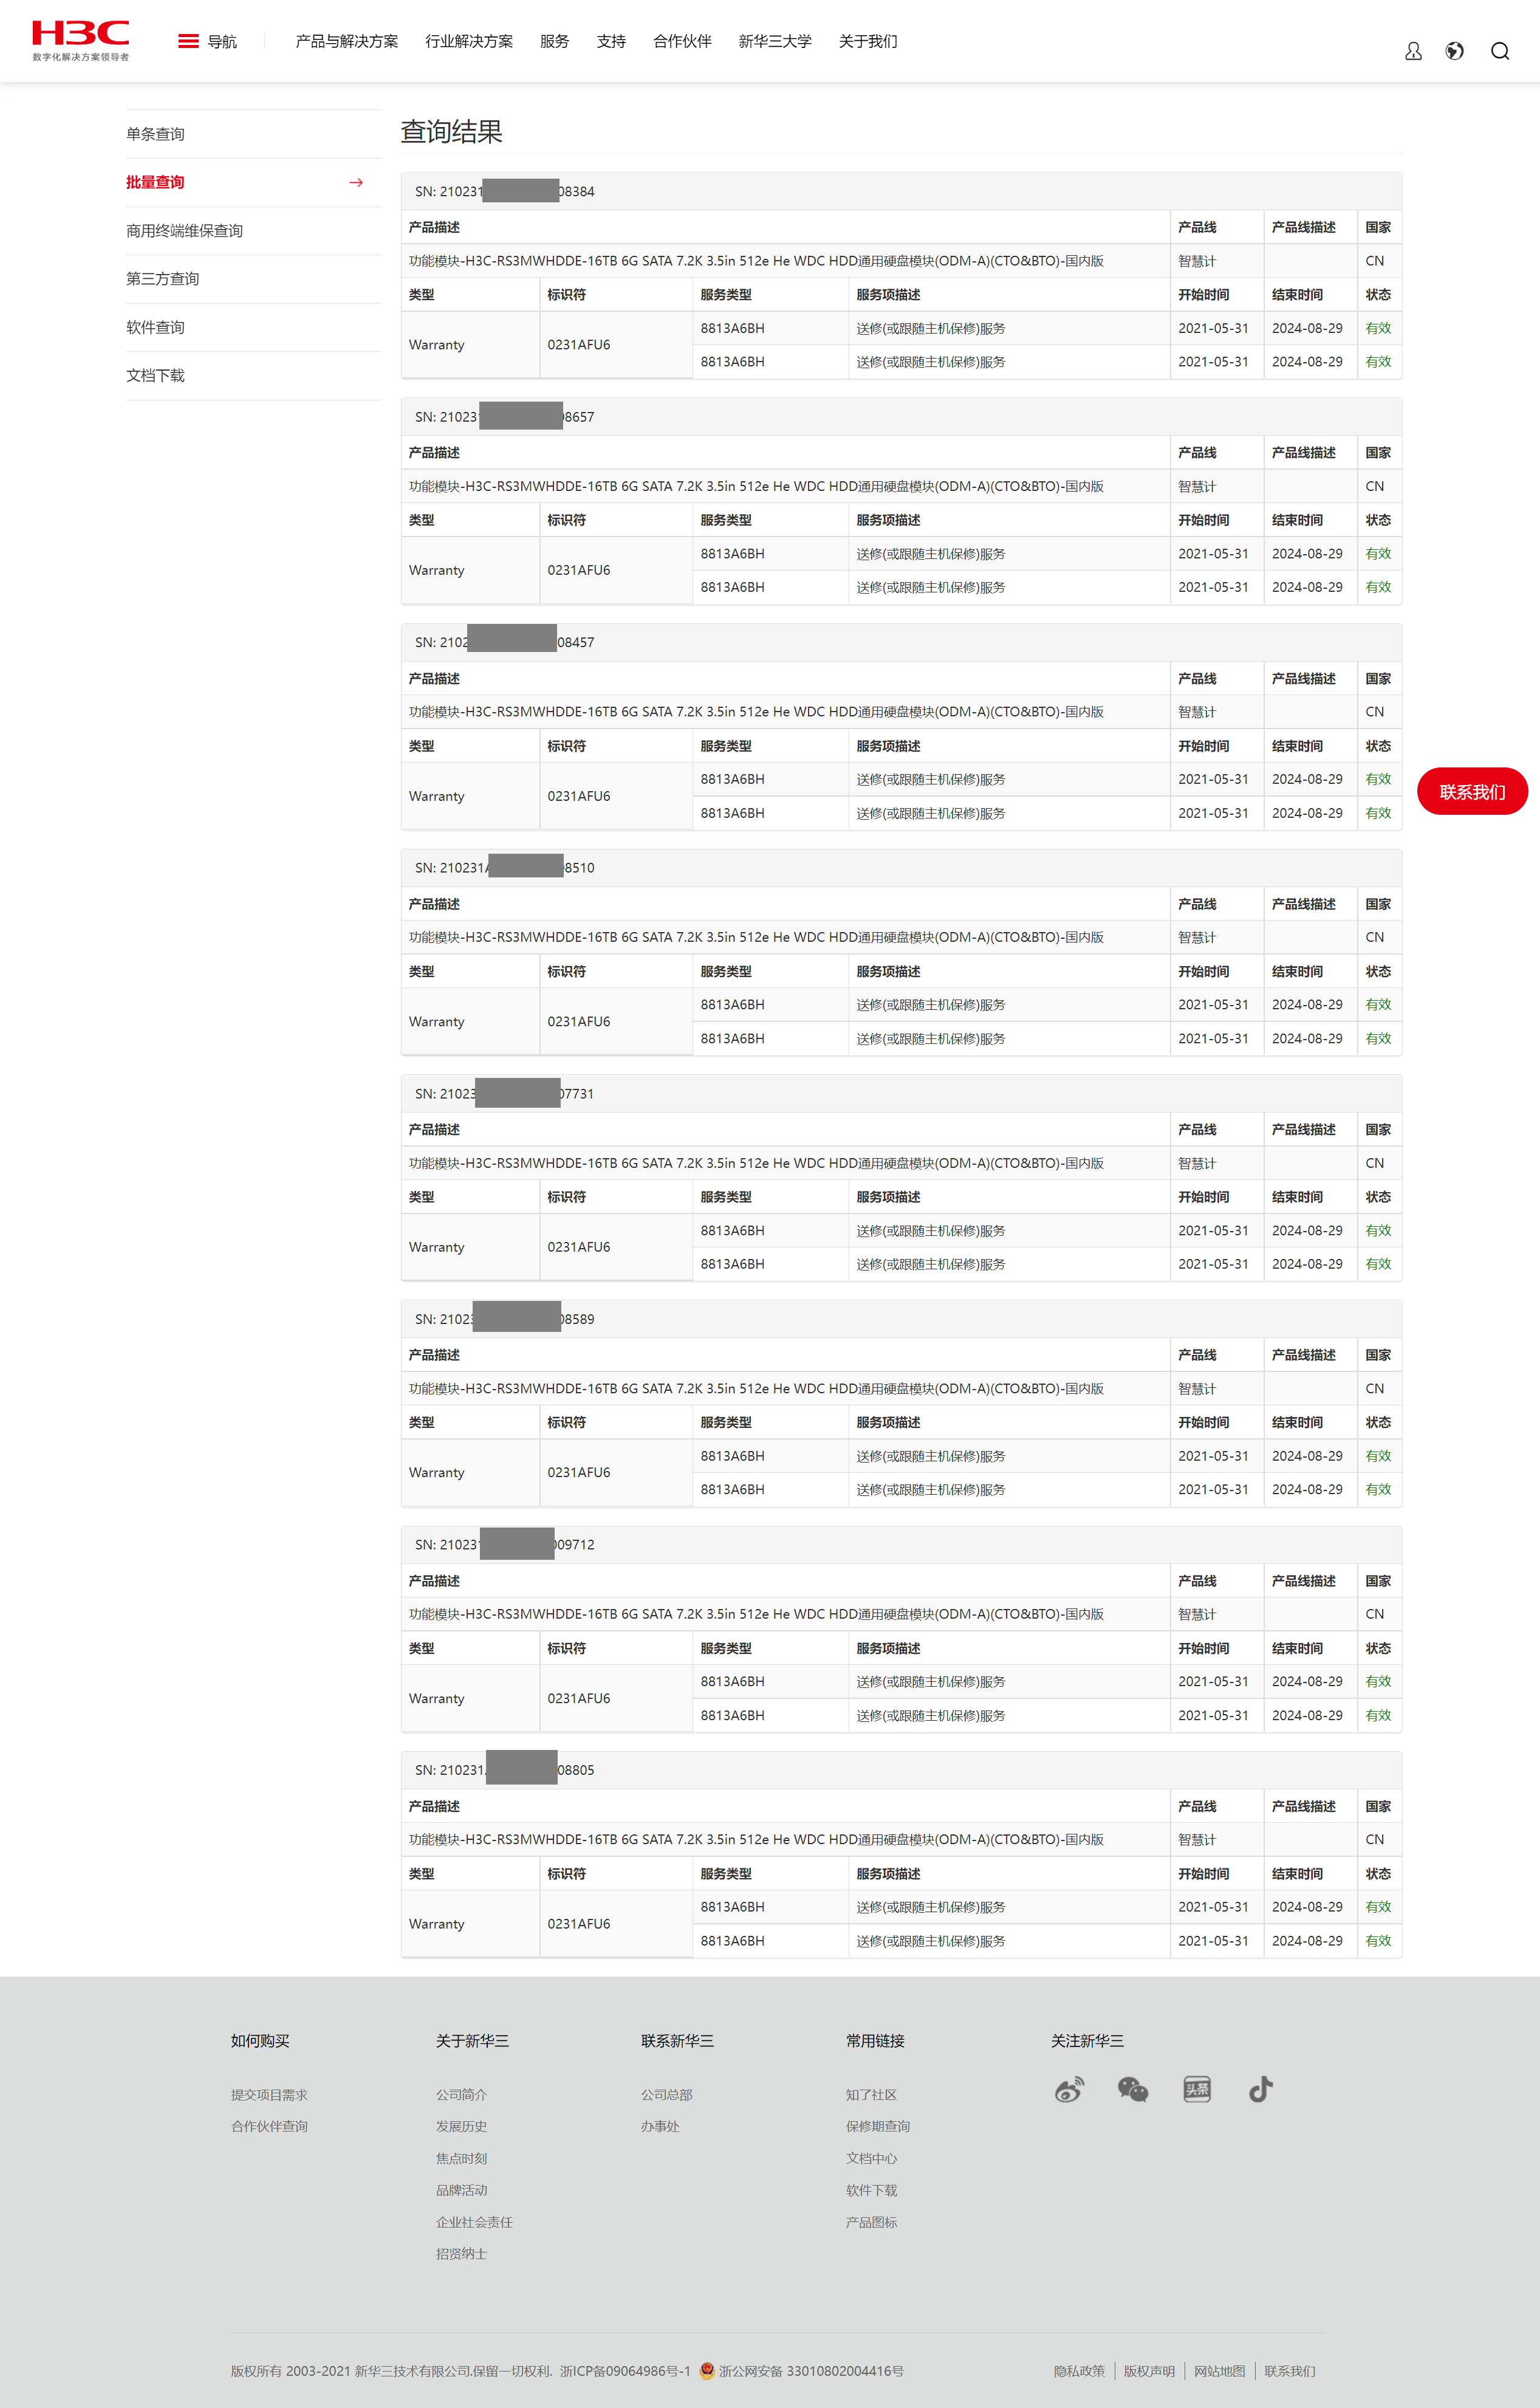 H3C
数字化解决方案领导者
导航
产品与解决方案 行业解决方案 服务 支持 合作伙伴 新华三大学 关于我们
单条查询
批量查询
商用终端维保查询
第三方查询
软件查询
文档下载
查询结果
SN: 210231 08384
产品描述 产品线 产品线描述 国家
功能模块-H3C-RS3MWHDDE-16TB 6G SATA 7.2K 3.5in 512e He WDC HDD通用硬盘模块(ODM-A)(CTO&BTO)-国内版 智慧计 CN
类型 标识符 服务类型 服务项描述 开始时间 结束时间 状态
Warranty 0231AFU6 8813A6BH 送修(或跟随主机保修)服务 2021-05-31 2024-08-29 有效
8813A6BH 送修(或跟随主机保修)服务 2021-05-31 2024-08-29 有效
SN: 21023 8657
产品描述 产品线 产品线描述 国家
功能模块-H3C-RS3MWHDDE-16TB 6G SATA 7.2K 3.5in 512e He WDC HDD通用硬盘模块(ODM-A)(CTO&BTO)-国内版 智慧计 CN
类型 标识符 服务类型 服务项描述 开始时间 结束时间 状态
Warranty 0231AFU6 8813A6BH 送修(或跟随主机保修)服务 2021-05-31 2024-08-29 有效
8813A6BH 送修(或跟随主机保修)服务 2021-05-31 2024-08-29 有效
SN: 2102 08457
产品描述 产品线 产品线描述 国家
功能模块-H3C-RS3MWHDDE-16TB 6G SATA 7.2K 3.5in 512e He WDC HDD通用硬盘模块(ODM-A)(CTO&BTO)-国内版 智慧计 CN
类型 标识符 服务类型 服务项描述 开始时间 结束时间 状态
Warranty 0231AFU6 8813A6BH 送修(或跟随主机保修)服务 2021-05-31 2024-08-29 有效
8813A6BH 送修(或跟随主机保修)服务 2021-05-31 2024-08-29 有效
联系我们
SN: 210231 8510
产品描述 产品线 产品线描述 国家
功能模块-H3C-RS3MWHDDE-16TB 6G SATA 7.2K 3.5in 512e He WDC HDD通用硬盘模块(ODM-A)(CTO&BTO)-国内版 智慧计 CN
类型 标识符 服务类型 服务项描述 开始时间 结束时间 状态
Warranty 0231AFU6 8813A6BH 送修(或跟随主机保修)服务 2021-05-31 2024-08-29 有效
8813A6BH 送修(或跟随主机保修)服务 2021-05-31 2024-08-29 有效
SN: 21023 07731
产品描述 产品线 产品线描述 国家
功能模块-H3C-RS3MWHDDE-16TB 6G SATA 7.2K 3.5in 512e He WDC HDD通用硬盘模块(ODM-A)(CTO&BTO)-国内版 智慧计 CN
类型 标识符 服务类型 服务项描述 开始时间 结束时间 状态
Warranty 0231AFU6 8813A6BH 送修(或跟随主机保修)服务 2021-05-31 2024-08-29 有效
8813A6BH 送修(或跟随主机保修)服务 2021-05-31 2024-08-29 有效
SN: 2102 08589
产品描述 产品线 产品线描述 国家
功能模块-H3C-RS3MWHDDE-16TB 6G SATA 7.2K 3.5in 512e He WDC HDD通用硬盘模块(ODM-A)(CTO&BTO)-国内版 智慧计 CN
类型 标识符 服务类型 服务项描述 开始时间 结束时间 状态
Warranty 0231AFU6 8813A6BH 送修(或跟随主机保修)服务 2021-05-31 2024-08-29 有效
8813A6BH 送修(或跟随主机保修)服务 2021-05-31 2024-08-29 有效
SN: 21023 009712
产品描述 产品线 产品线描述 国家
功能模块-H3C-RS3MWHDDE-16TB 6G SATA 7.2K 3.5in 512e He WDC HDD通用硬盘模块(ODM-A)(CTO&BTO)-国内版 智慧计 CN
类型 标识符 服务类型 服务项描述 开始时间 结束时间 状态
Warranty 0231AFU6 8813A6BH 送修(或跟随主机保修)服务 2021-05-31 2024-08-29 有效
8813A6BH 送修(或跟随主机保修)服务 2021-05-31 2024-08-29 有效
SN: 210231 08805
产品描述 产品线 产品线描述 国家
功能模块-H3C-RS3MWHDDE-16TB 6G SATA 7.2K 3.5in 512e He WDC HDD通用硬盘模块(ODM-A)(CTO&BTO)-国内版 智慧计 CN
类型 标识符 服务类型 服务项描述 开始时间 结束时间 状态
Warranty 0231AFU6 8813A6BH 送修(或跟随主机保修)服务 2021-05-31 2024-08-29 有效
8813A6BH 送修(或跟随主机保修)服务 2021-05-31 2024-08-29 有效
如何购买
提交项目需求
合作伙伴查询
关于新华三
公司简介
发展历史
焦点时刻
品牌活动
企业社会责任
招贤纳士
联系新华三
公司总部
办事处
常用链接
知了社区
保修期查询
文档中心
软件下载
产品图标
关注新华三
头条
版权所有 2003-2021 新华三技术有限公司.保留一切权利. 浙ICP备09064986号-1 浙公网安备 33010802004416号
隐私政策 版权声明 网站地图 联系我们